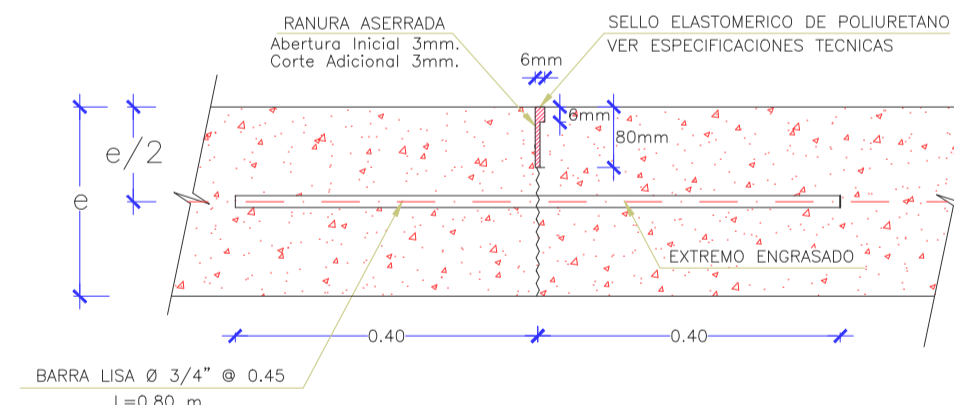 RANURA ASERRADA
Abertura Inicial 3mm.
Corte Adicional 3mm.
SELLO ELASTOMERICO DE POLIURETANO
VER ESPECIFICACIONES TECNICAS
6mm
6mm
80mm
e/2
e
EXTREMO ENGRASADO
0.40
0.40
BARRA LISA Ø 3/4" @ 0.45
L=0.80 m